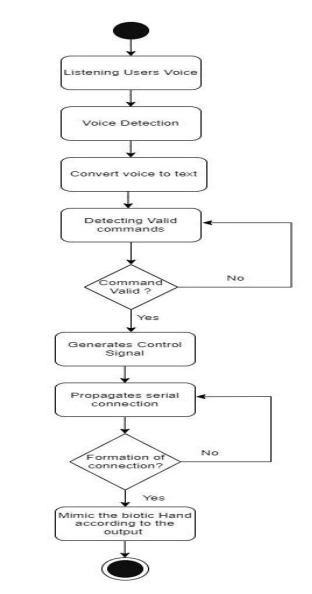 Listening Users Voice
Voice Detection
Convert voice to text
Detecting Valid
commands
Command
Valid ?
No
Yes
Generates Control
Signal
Propagates serial
connection
Formation of
connection?
No
Yes
Mimic the biotic Hand
according to the
output